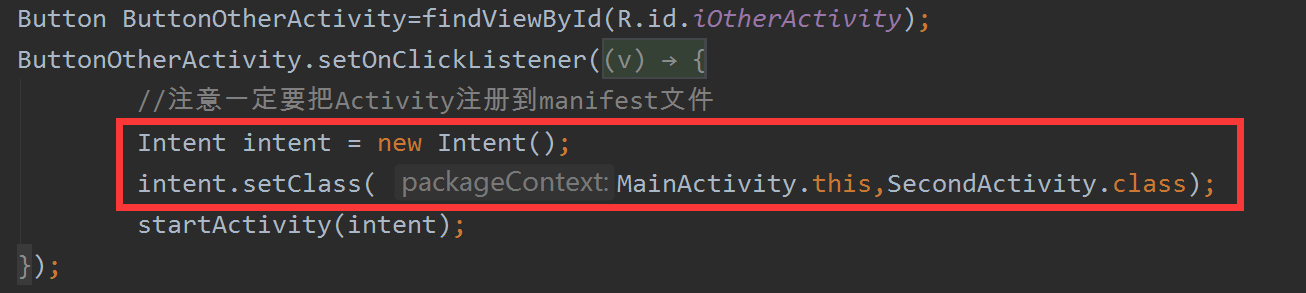 Button ButtonOtherActivity=findViewById(R.id.iOtherActivity);
ButtonOtherActivity.setOnClickListener((v) → {
//注意一定要把Activity注册到manifest文件
Intent intent = new Intent();
intent.setClass( packageContext:MainActivity.this,SecondActivity.class);
startActivity(intent);
});